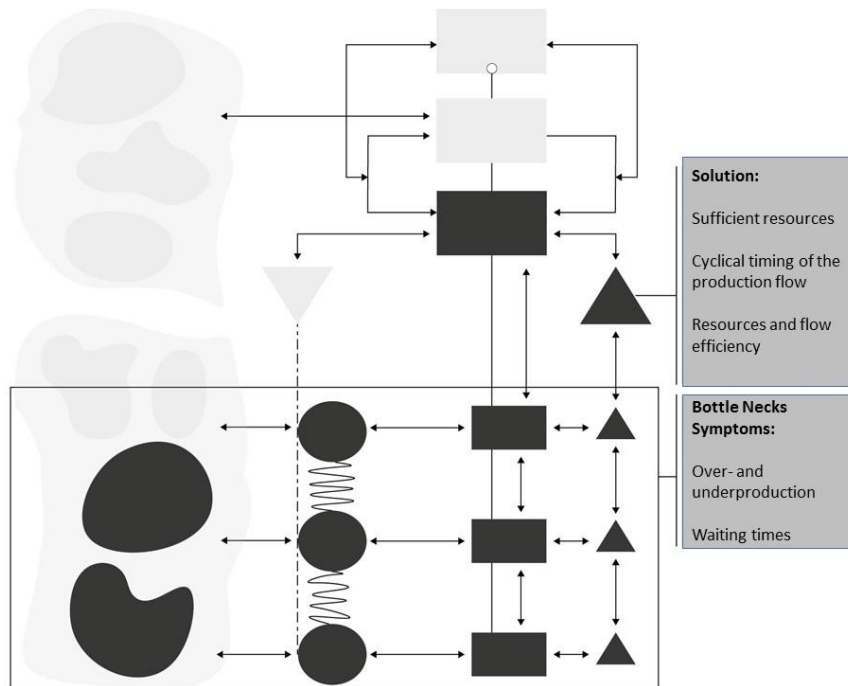 Solution:
Sufficient resources
Cyclical timing of the
production flow
Resources and flow
efficiency
Bottle Necks
Symptoms:
Over- and
underproduction
Waiting times